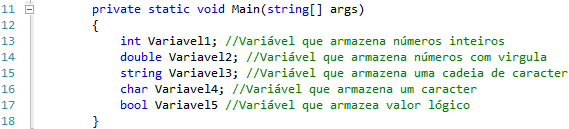 11 private static void Main(string[] args)
12 {
13 int Variavel1; //Variável que armazena números inteiros
14 double Variavel2; //Variável que armazena números com virgula
15 string Variavel3; //Variável que armazena uma cadeia de caracter
16 char Variavel4; //Variável que armazena um caracter
17 bool Variavel5 //Variável que armazea valor lógico
18 }